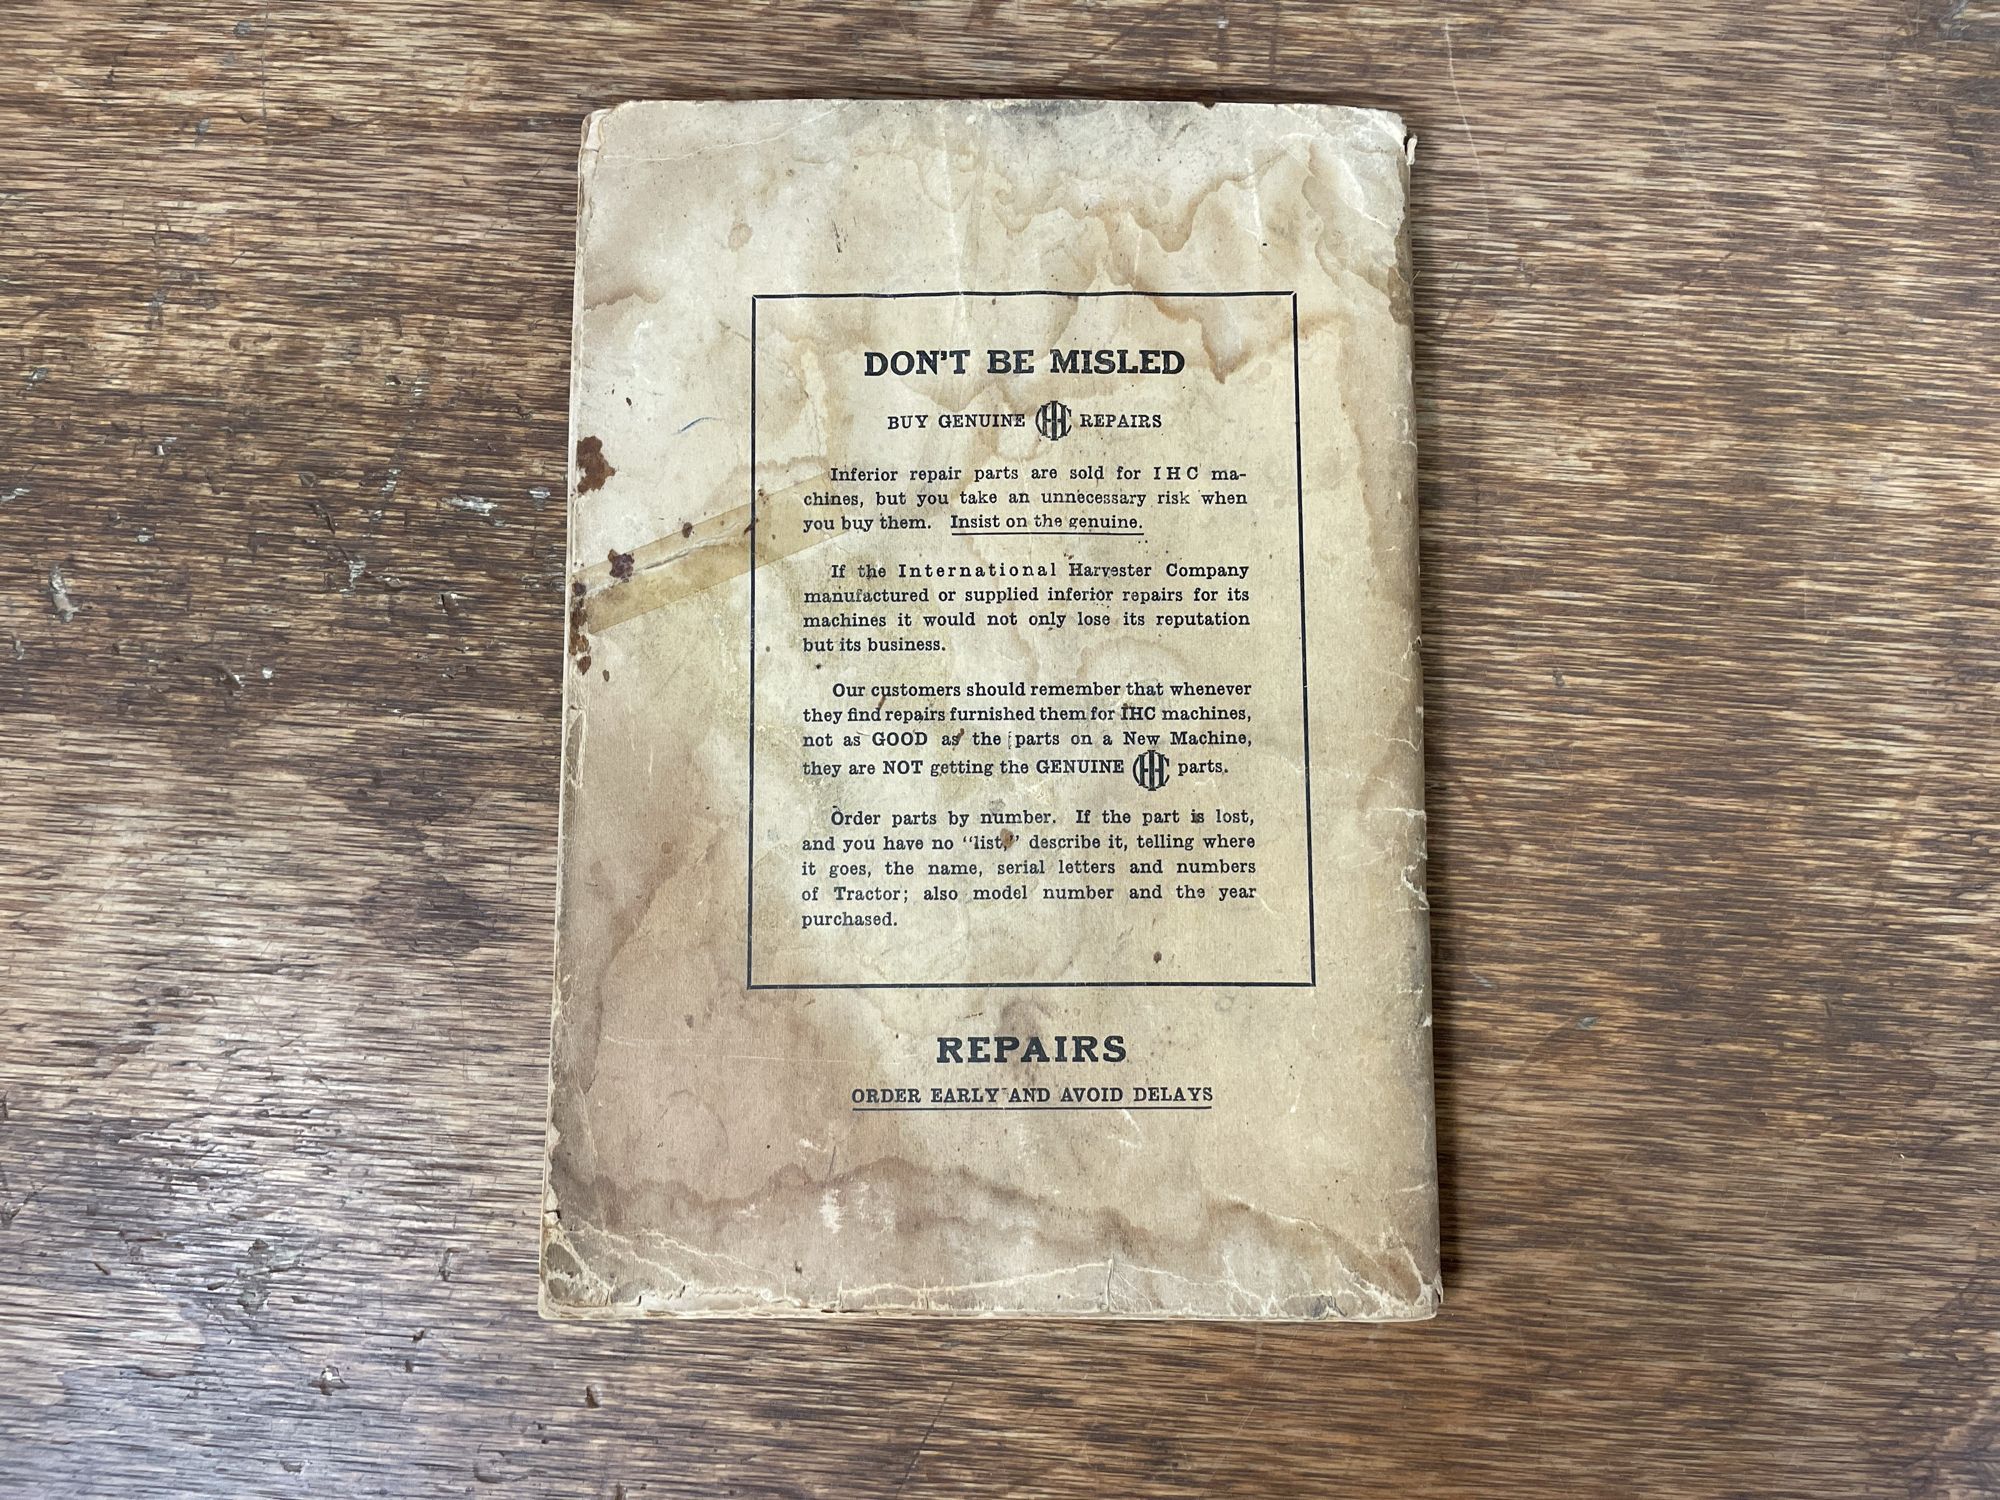 DON'T BE MISLED
BUY GENUINE IHC REPAIRS
Inferior repair parts are sold for IHC ma-
chines, but you take an unnecessary risk when
you buy them. Insist on the genuine.
If the International Harvester Company
manufactured or supplied inferior repairs for its
machines it would not only lose its reputation
but its business.
Our customers should remember that whenever
they find repairs furnished them for IHC machines,
not as GOOD as the parts on a New Machine,
they are NOT getting the GENUINE IHC parts.
Order parts by number. If the part is lost,
and you have no "list," describe it, telling where
it goes, the name, serial letters and numbers
of Tractor; also model number and the year
purchased.
REPAIRS
ORDER EARLY AND AVOID DELAYS